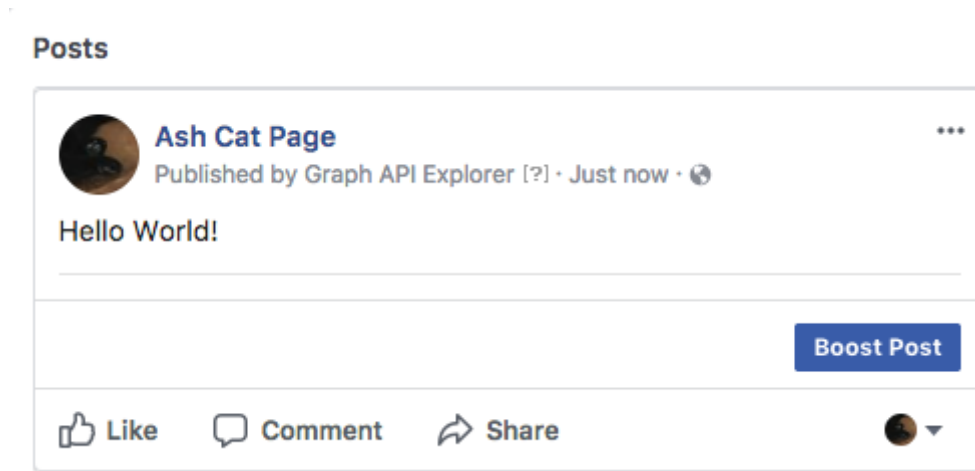 Posts
Ash Cat Page
Published by Graph API Explorer [?] · Just now ·
Hello World!
Boost Post
Like Comment Share